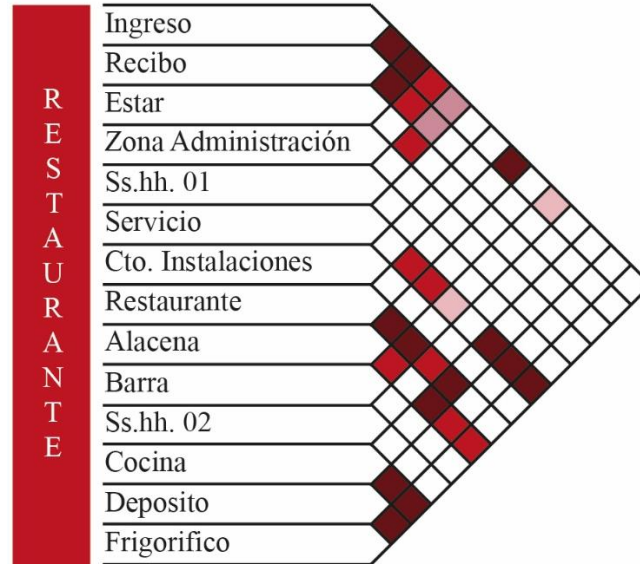 RESTAURANTE
Ingreso
Recibo
Estar
Zona Administración
Ss.hh. 01
Servicio
Cto. Instalaciones
Restaurante
Alacena
Barra
Ss.hh. 02
Cocina
Deposito
Frigorifico